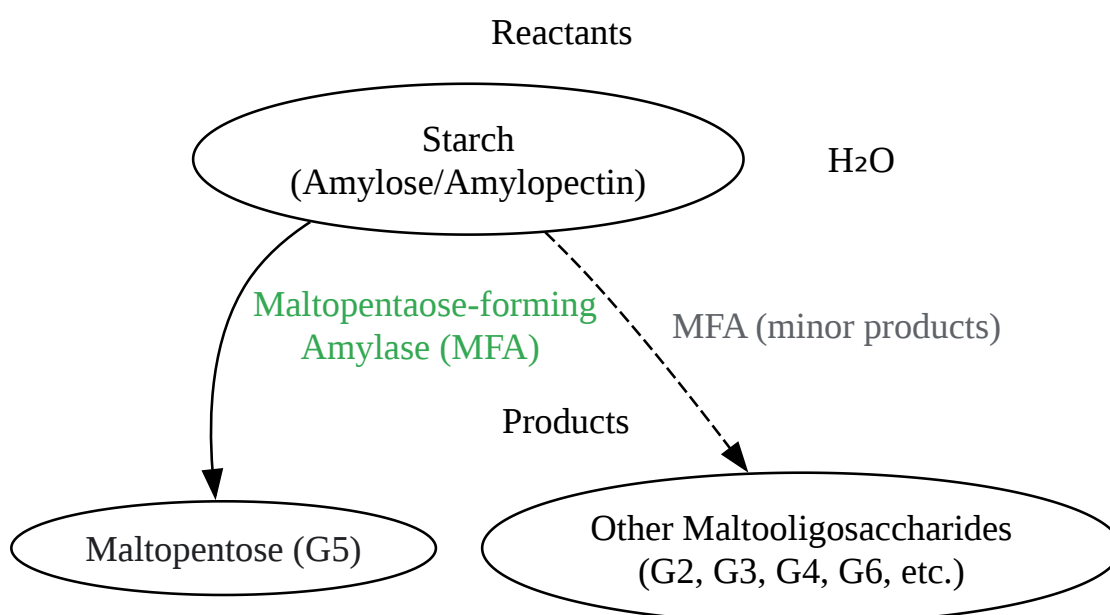 Reactants
Starch
(Amylose/Amylopectin)
H₂O
Maltopentaose-forming
Amylase (MFA)
MFA (minor products)
Products
Maltopentose (G5)
Other Maltooligosaccharides
(G2, G3, G4, G6, etc.)